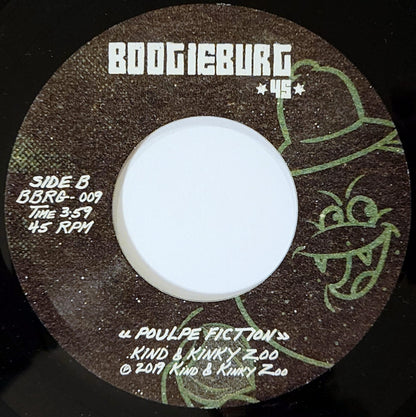 BOOGIEBURG
*45*
SIDE B
BBRG-009
TIME 3:59
45 RPM
« POULPE FICTION »
KIND & KINKY ZOO
© 2019 KIND & KINKY ZOO